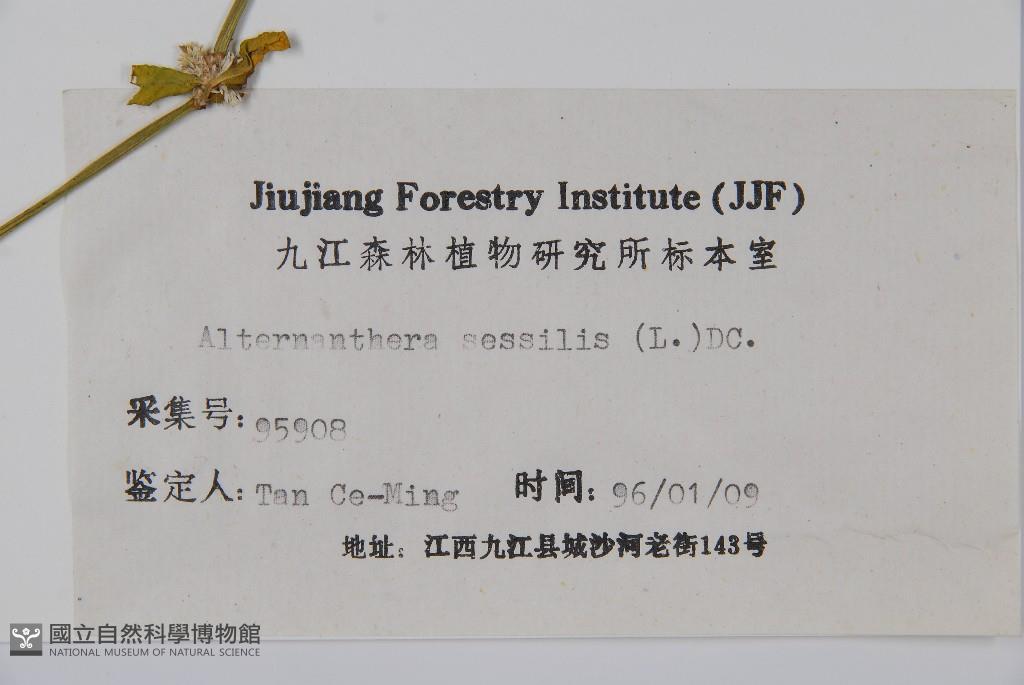 Jiujiang Forestry Institute (JJF)
九江森林植物研究所标本室
Alternanthera sessilis (L.)DC.
采集号: 95908
鉴定人: Tan Ce-Ming 时间: 96/01/09
地址: 江西九江县城沙河老街143号
國立自然科學博物館
NATIONAL MUSEUM OF NATURAL SCIENCE